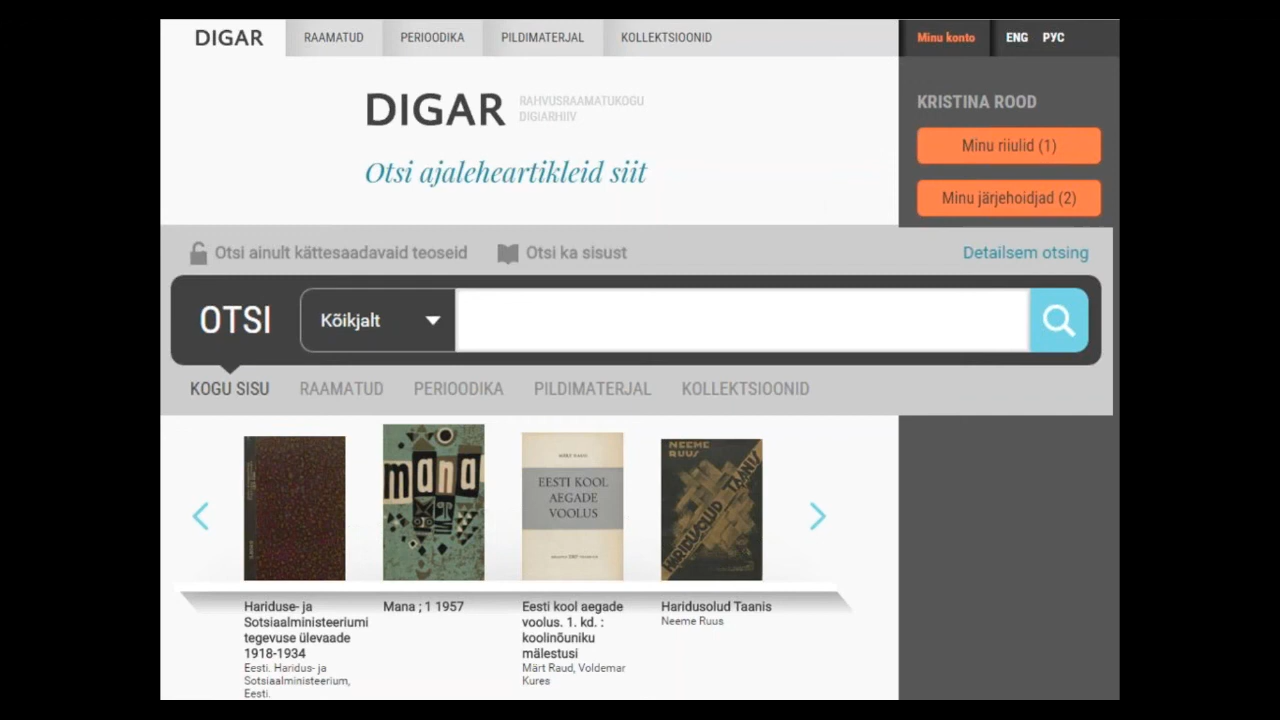 DIGAR RAAMATUD PERIOODIKA PILDIMATERJAL KOLLEKTSIOONID Minu konto ENG РУС
DIGAR RAHVUSRAAMATUKOGU
DIGIARHIIV
Otsi ajaleheartikleid siit
KRISTINA ROOD
Minu riiulid (1)
Minu järjehoidjad (2)
Otsi ainult kättesaadavaid teoseid Otsi ka sisust Detailsem otsing
OTSI Kõikjalt
KOGU SISU RAAMATUD PERIOODIKA PILDIMATERJAL KOLLEKTSIOONID
mana
MÄRT RAUD
EESTI KOOL
AEGADE
VOOLUS
NEEME
RUUS
HARIDUSOLUD TAANIS
Hariduse- ja
Sotsiaalministeeriumi
tegevuse ülevaade
1918-1934
Eesti. Haridus- ja
Sotsiaalministeerium,
Eesti.
Mana ; 1 1957
Eesti kool aegade
voolus. 1. kd. :
koolinõuniku
mälestusi
Märt Raud, Voldemar
Kures
Haridusolud Taanis
Neeme Ruus